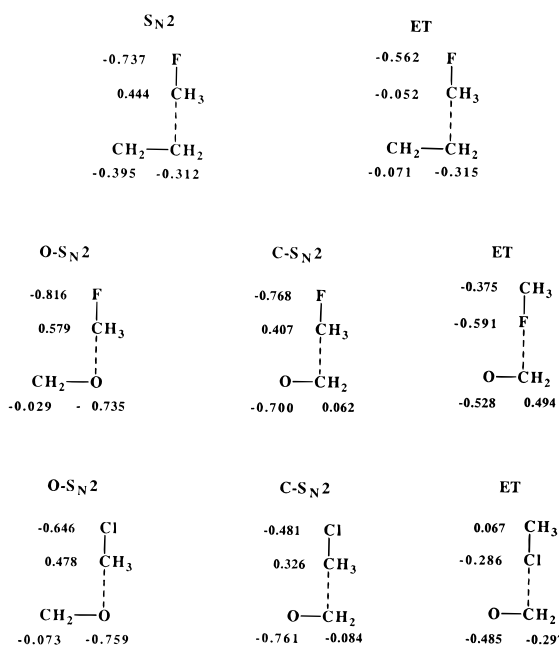 SN2 ET
-0.737 F -0.562 F
0.444 CH3 -0.052 CH3
CH2 CH2 CH2 CH2
-0.395 -0.312 -0.071 -0.315
O-SN2 C-SN2 ET
-0.816 F -0.768 F -0.375 CH3
0.579 CH3 0.407 CH3 -0.591 F
CH2 O O CH2 O CH2
-0.029 - 0.735 -0.700 0.062 -0.528 0.494
O-SN2 C-SN2 ET
-0.646 Cl -0.481 Cl 0.067 CH3
0.478 CH3 0.326 CH3 -0.286 Cl
CH2 O O CH2 O CH2
-0.073 -0.759 -0.761 -0.084 -0.485